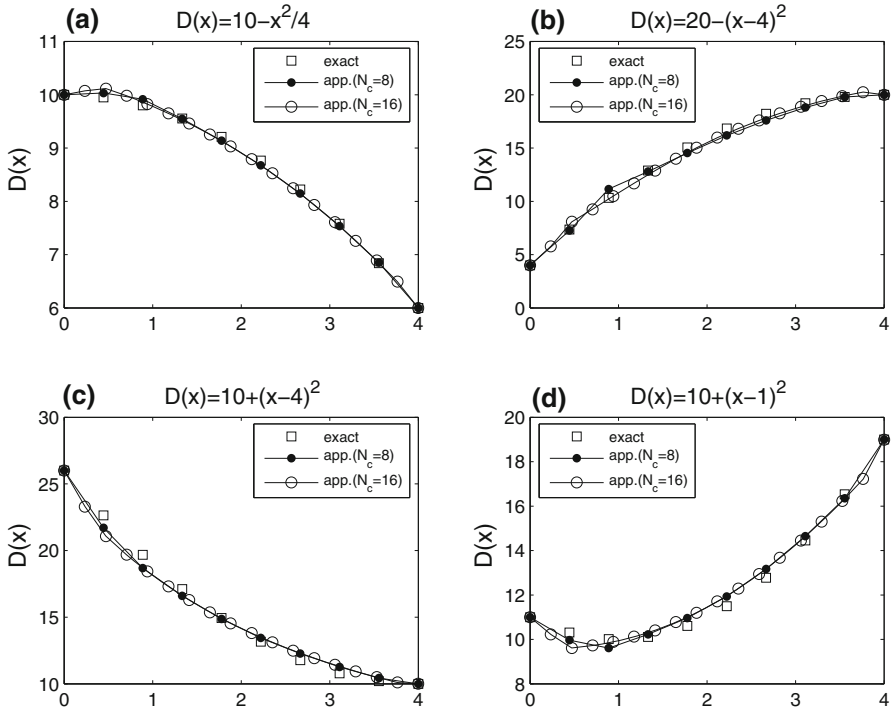 (a) D(x)=10−x²/4
11
10
9
8
7
6
D(x)
exact
app.(N_c=8)
app.(N_c=16)
0 1 2 3 4
(b) D(x)=20−(x−4)²
25
20
15
10
5
0
D(x)
exact
app.(N_c=8)
app.(N_c=16)
0 1 2 3 4
(c) D(x)=10+(x−4)²
30
25
20
15
10
D(x)
exact
app.(N_c=8)
app.(N_c=16)
0 1 2 3 4
(d) D(x)=10+(x−1)²
20
18
16
14
12
10
8
D(x)
exact
app.(N_c=8)
app.(N_c=16)
0 1 2 3 4